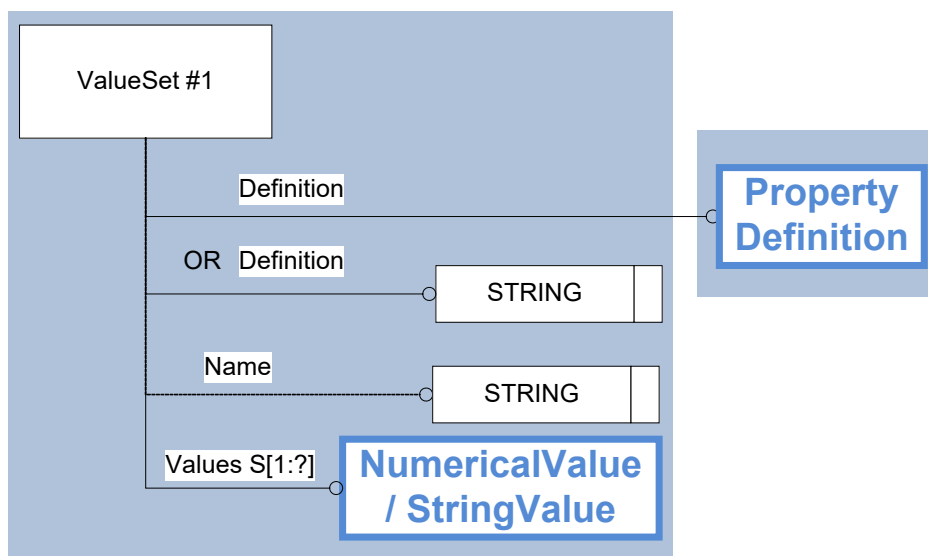 ValueSet #1
Definition
Property
Definition
OR Definition
STRING
Name
STRING
Values S[1:?]
NumericalValue
/ StringValue